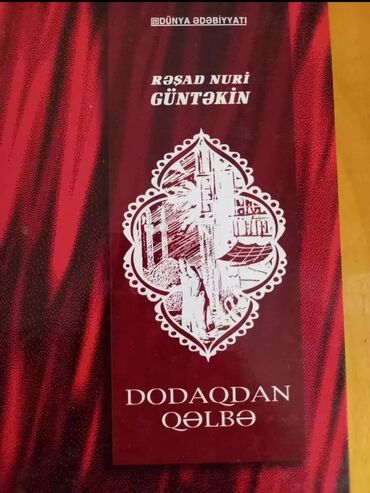 DÜNYA ƏDƏBİYYATI
RƏŞAD NURİ
GÜNTƏKİN
DODAQDAN
QƏLBƏ